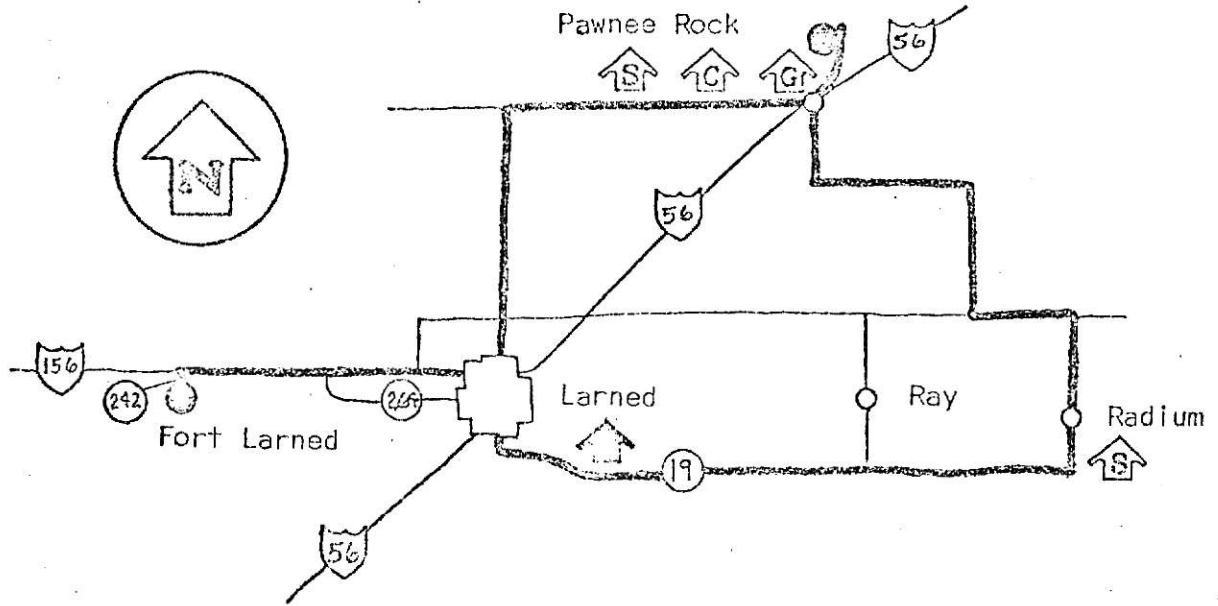 Pawnee Rock
56
S
C
Gr
N
56
156
242
264
Larned
Ray
Radium
Fort Larned
19
S
56